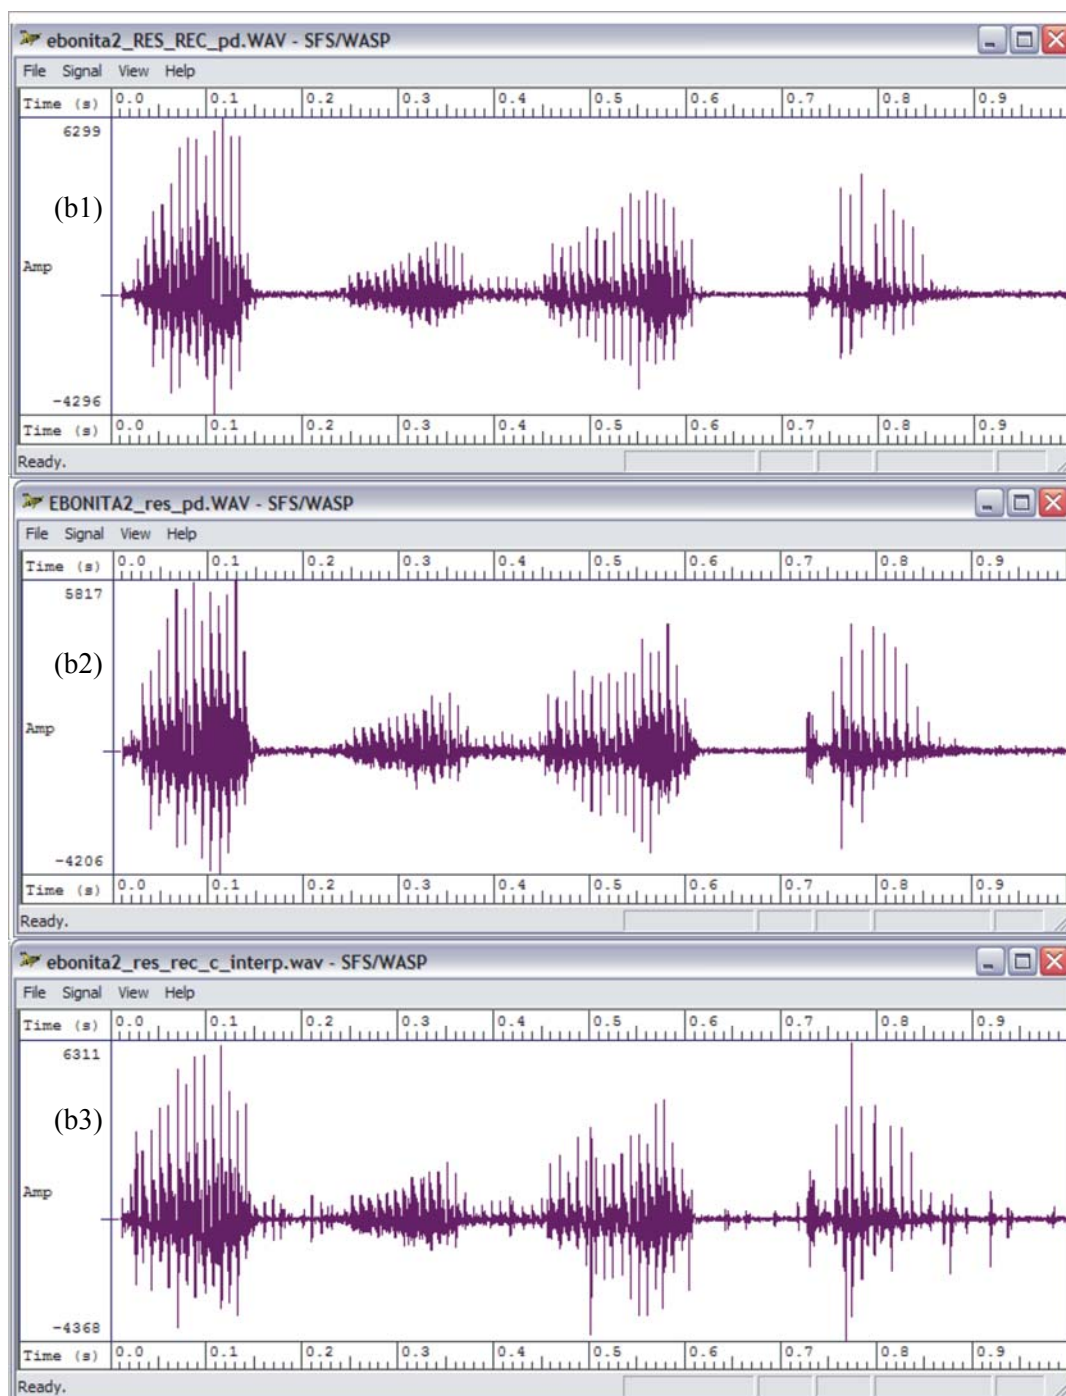 ebonita2_RES_REC_pd.WAV - SFS/WASP
File Signal View Help
Time (s) 0.0 0.1 0.2 0.3 0.4 0.5 0.6 0.7 0.8 0.9
6299
(b1)
Amp
-4296
Time (s) 0.0 0.1 0.2 0.3 0.4 0.5 0.6 0.7 0.8 0.9
Ready.
EBONITA2_res_pd.WAV - SFS/WASP
File Signal View Help
Time (s) 0.0 0.1 0.2 0.3 0.4 0.5 0.6 0.7 0.8 0.9
5817
(b2)
Amp
-4206
Time (s) 0.0 0.1 0.2 0.3 0.4 0.5 0.6 0.7 0.8 0.9
Ready.
ebonita2_res_rec_c_interp.wav - SFS/WASP
File Signal View Help
Time (s) 0.0 0.1 0.2 0.3 0.4 0.5 0.6 0.7 0.8 0.9
6311
(b3)
Amp
-4368
Time (s) 0.0 0.1 0.2 0.3 0.4 0.5 0.6 0.7 0.8 0.9
Ready.